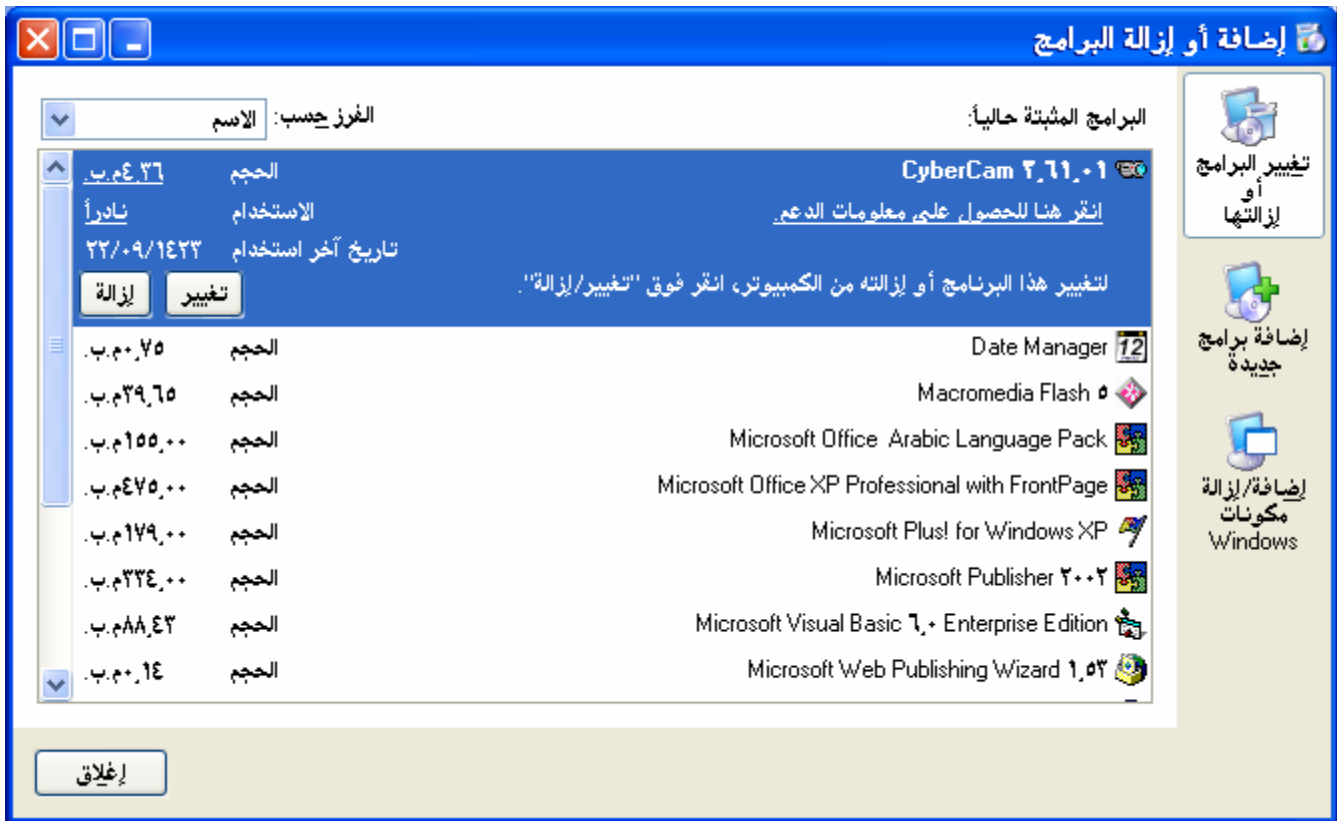 إضافة أو إزالة البرامج
تغيير البرامج
أو
إزالتها
إضافة برامج
جديدة
إضافة/إزالة
مكونات
Windows
البرامج المثبتة حالياً:
الفرز حسب: الاسم
CyberCam ٢,٦١,٠١ الحجم ٤,٣٦م.ب.
انقر هنا للحصول على معلومات الدعم. الاستخدام نادراً
تاريخ آخر استخدام ٢٢/٠٩/١٤٢٣
لتغيير هذا البرنامج أو إزالته من الكمبيوتر، انقر فوق "تغيير/إزالة". تغيير إزالة
Date Manager الحجم ٠,٧٥م.ب.
Macromedia Flash ٥ الحجم ٣٩,٦٥م.ب.
Microsoft Office Arabic Language Pack الحجم ١٥٥,٠٠م.ب.
Microsoft Office XP Professional with FrontPage الحجم ٤٧٥,٠٠م.ب.
Microsoft Plus! for Windows XP الحجم ١٧٩,٠٠م.ب.
Microsoft Publisher ٢٠٠٢ الحجم ٣٣٤,٠٠م.ب.
Microsoft Visual Basic ٦,٠ Enterprise Edition الحجم ٨٨,٤٣م.ب.
Microsoft Web Publishing Wizard ١,٥٣ الحجم ٠,١٤م.ب.
إغلاق